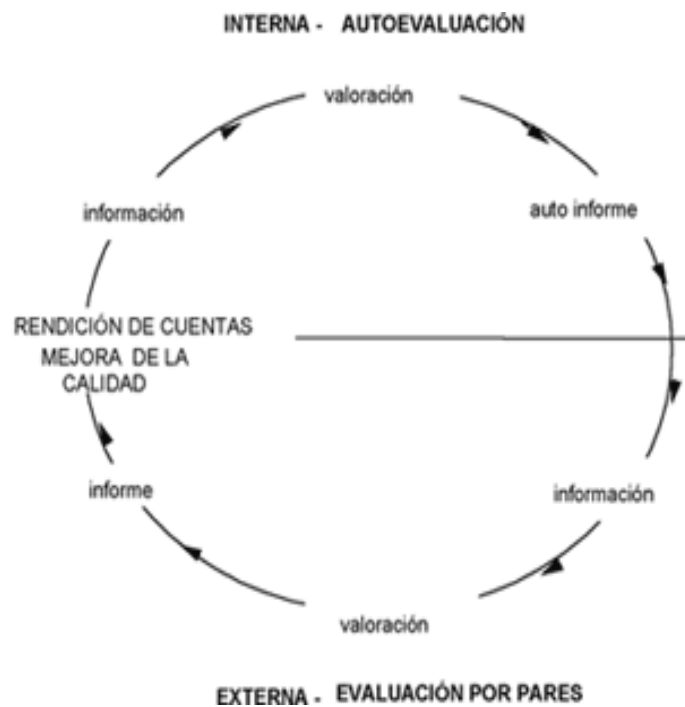 INTERNA - AUTOEVALUACIÓN
valoración
información
auto informe
RENDICIÓN DE CUENTAS
MEJORA DE LA
CALIDAD
informe
información
valoración
EXTERNA - EVALUACIÓN POR PARES